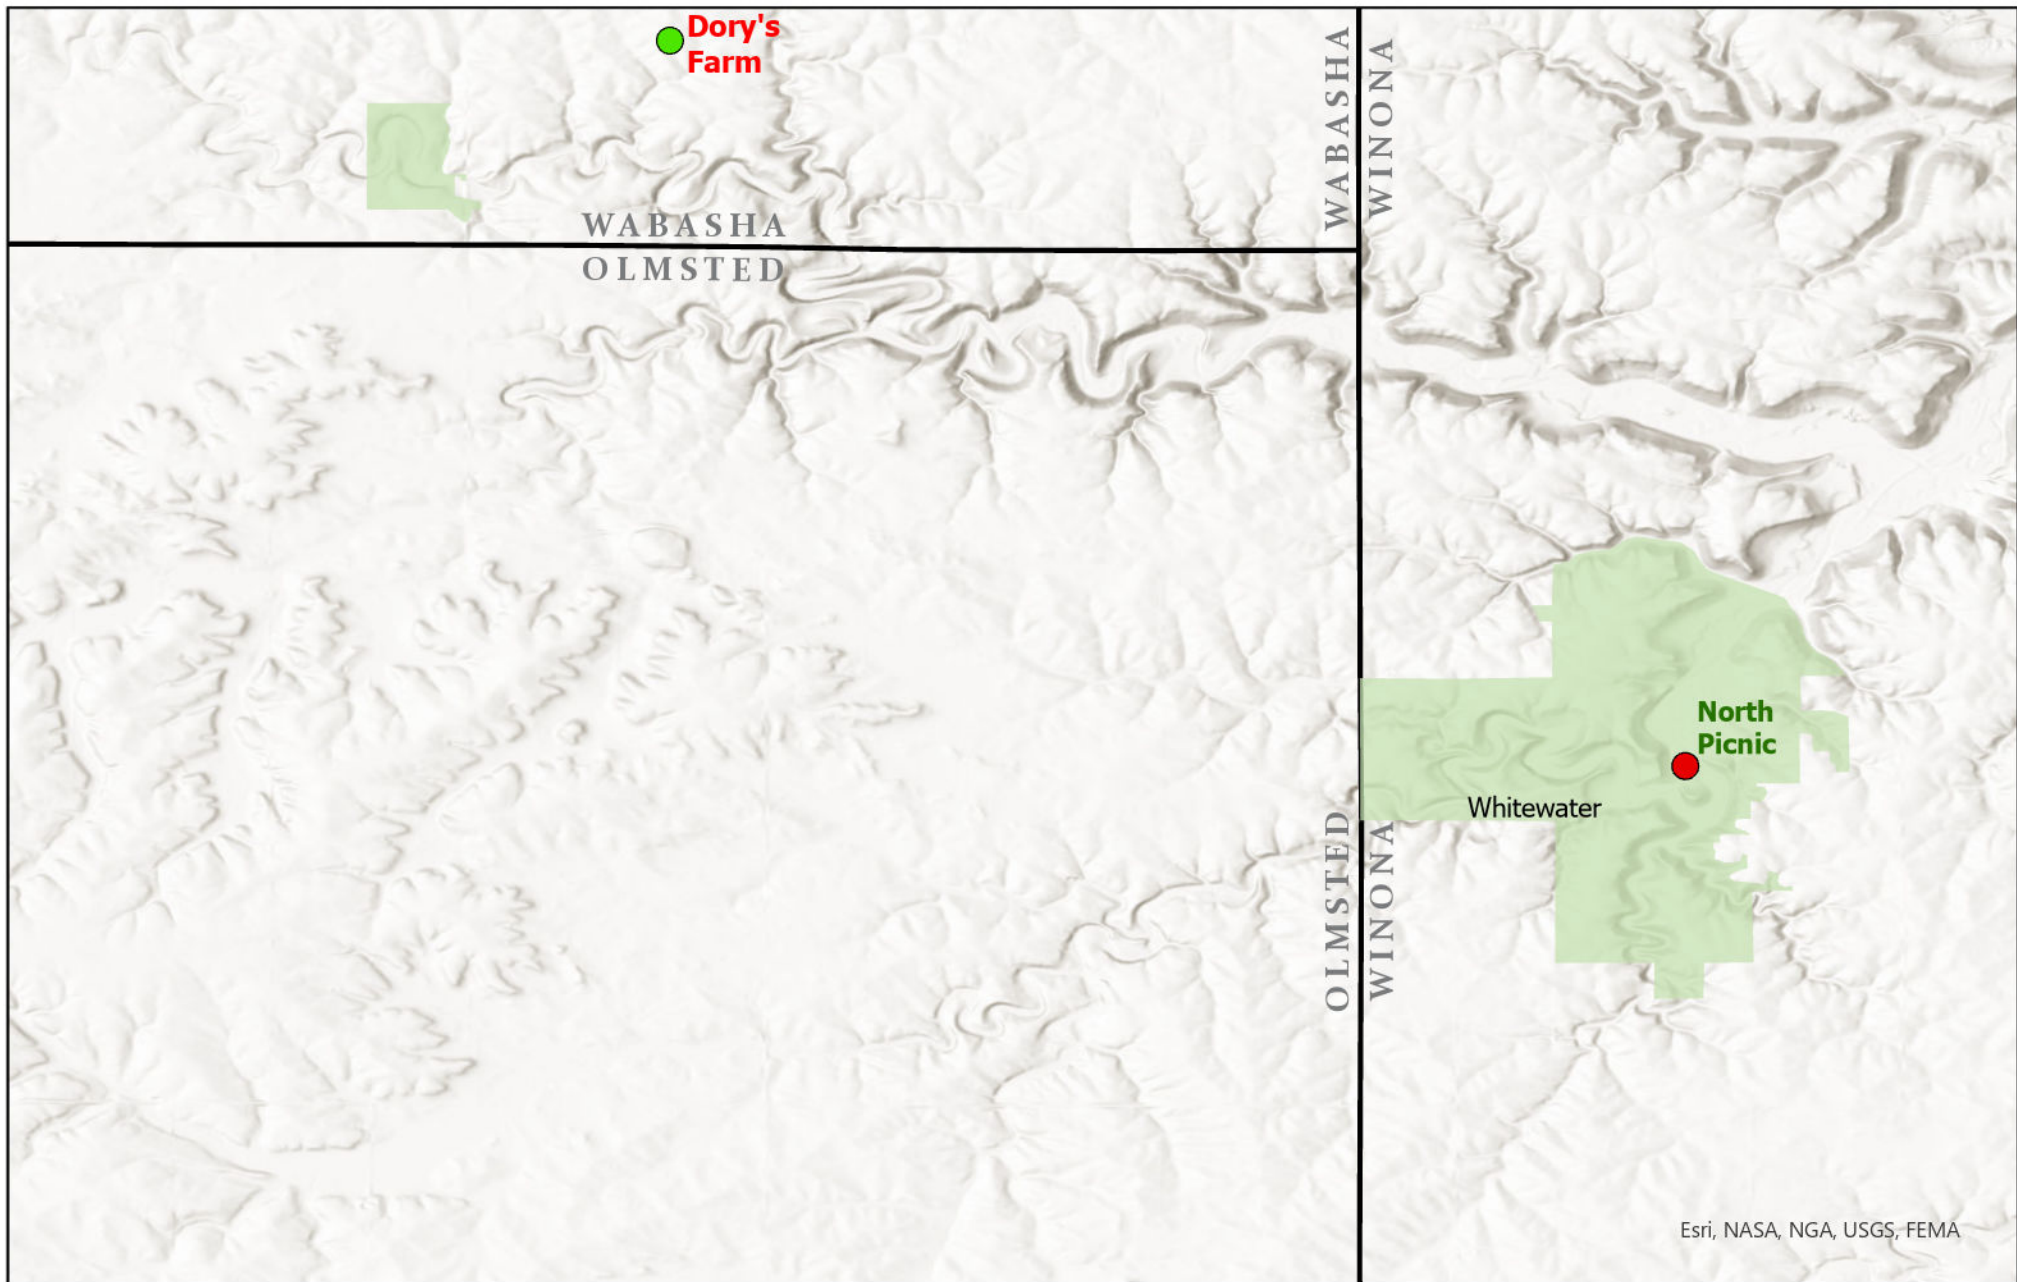 Dory's
Farm
WABASHA
WINONA
WABASHA
OLMSTED
North
Picnic
Whitewater
OLMSTED
WINONA
Esri, NASA, NGA, USGS, FEMA